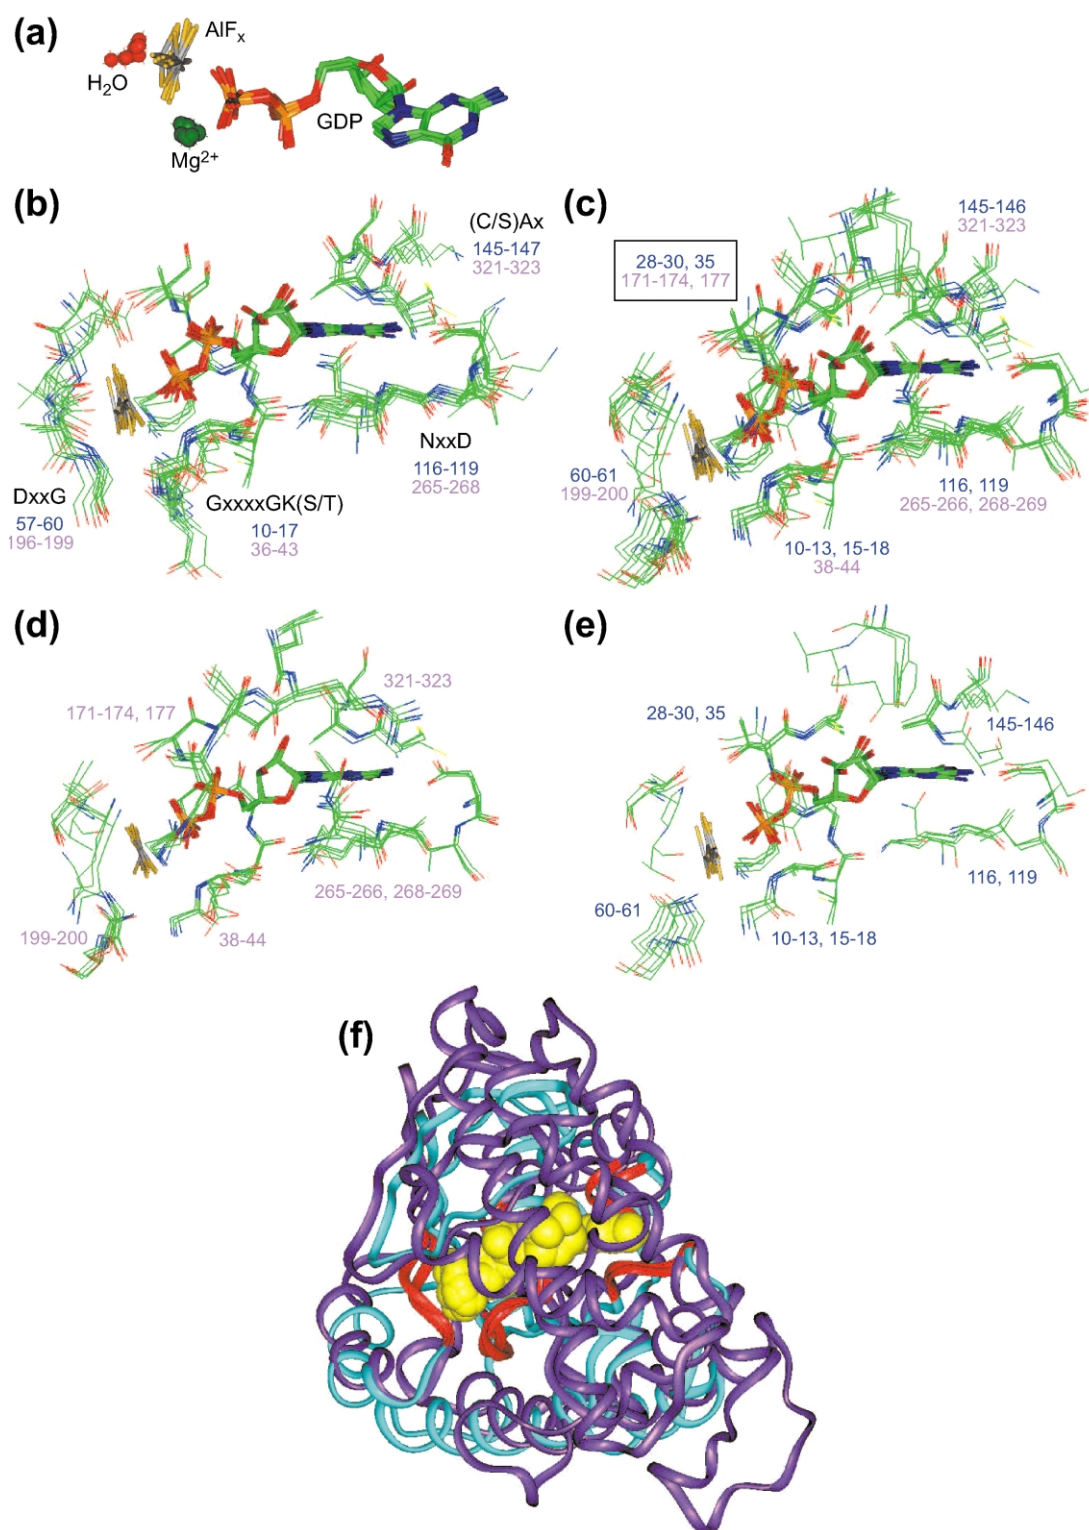 (a)
AlFx
H2O
GDP
Mg2+
(b)
(C/S)Ax
145-147
321-323
NxxD
116-119
265-268
DxxG
57-60
196-199
GxxxxGK(S/T)
10-17
36-43
(c)
145-146
321-323
28-30, 35
171-174, 177
60-61
199-200
116, 119
265-266, 268-269
10-13, 15-18
38-44
(d)
321-323
171-174, 177
265-266, 268-269
199-200
38-44
(e)
28-30, 35
145-146
116, 119
60-61
10-13, 15-18
(f)